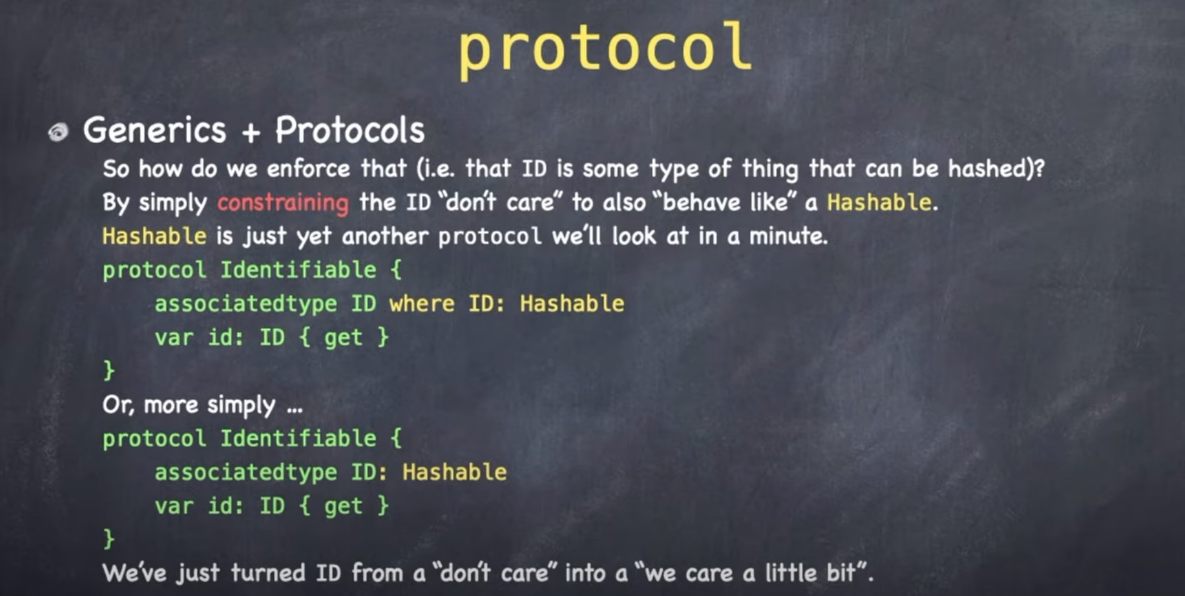 protocol
Generics + Protocols
So how do we enforce that (i.e. that ID is some type of thing that can be hashed)?
By simply constraining the ID “don’t care” to also “behave like” a Hashable.
Hashable is just yet another protocol we’ll look at in a minute.
protocol Identifiable {
    associatedtype ID where ID: Hashable
    var id: ID { get }
}
Or, more simply …
protocol Identifiable {
    associatedtype ID: Hashable
    var id: ID { get }
}
We’ve just turned ID from a “don’t care” into a “we care a little bit”.